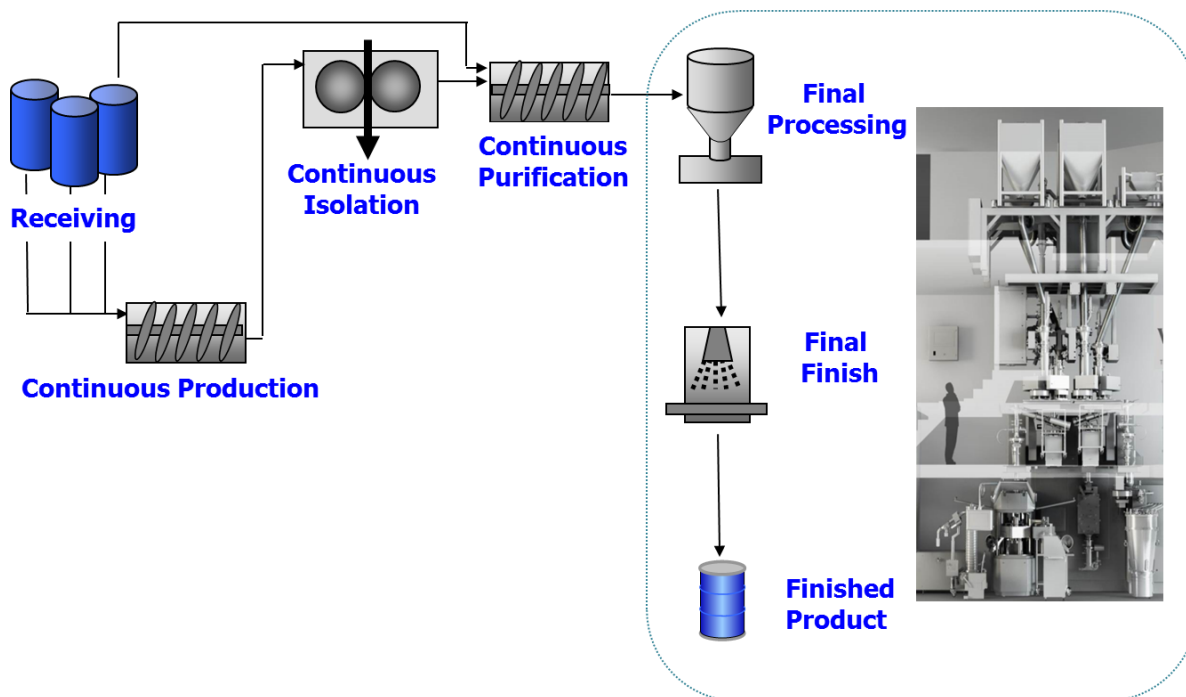 Receiving
Continuous Production
Continuous
Isolation
Continuous
Purification
Final
Processing
Final
Finish
Finished
Product